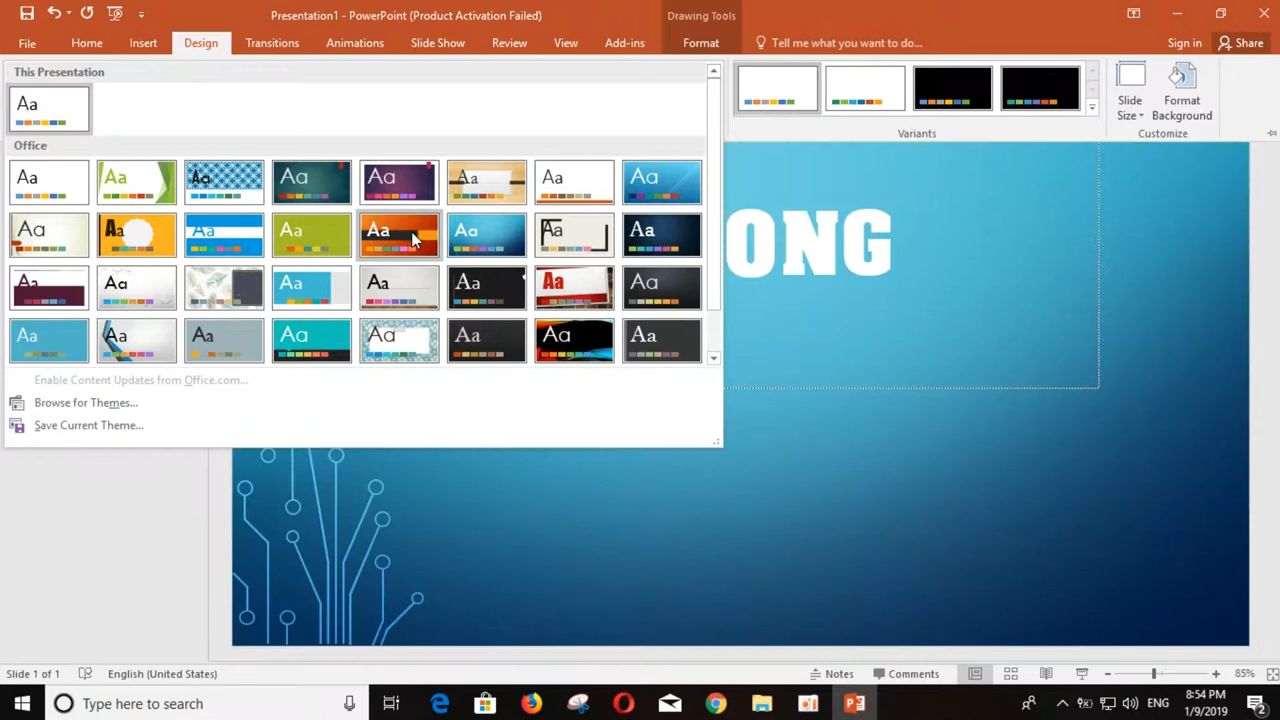 Presentation1 - PowerPoint (Product Activation Failed)
Drawing Tools
File Home Insert Design Transitions Animations Slide Show Review View Add-ins Format Tell me what you want to do... Sign in Share
This Presentation
Aa
Office
Aa Aa Aa Aa Aa Aa Aa Aa
Aa Aa Aa Aa Aa Aa Aa Aa
Aa Aa Aa Aa Aa Aa Aa
Aa Aa Aa Aa Aa Aa Aa Aa
Enable Content Updates from Office.com...
Browse for Themes...
Save Current Theme...
Variants
Slide Size
Format Background
Customize
ONG
Slide 1 of 1 English (United States) Notes Comments 85%
Type here to search
ENG
8:54 PM
1/9/2019
2